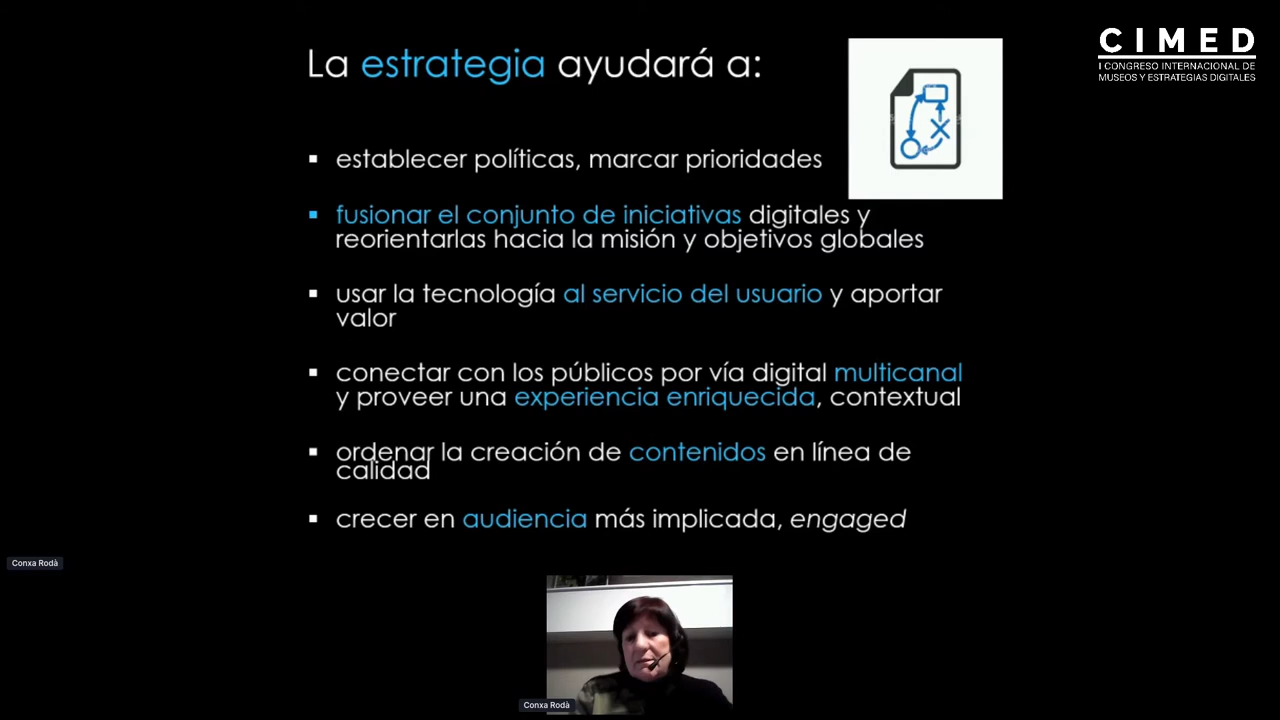 La estrategia ayudará a:
CIMED
I CONGRESO INTERNACIONAL DE
MUSEOS Y ESTRATEGIAS DIGITALES
▪ establecer políticas, marcar prioridades
▪ fusionar el conjunto de iniciativas digitales y
reorientarlas hacia la misión y objetivos globales
▪ usar la tecnología al servicio del usuario y aportar
valor
▪ conectar con los públicos por vía digital multicanal
y proveer una experiencia enriquecida, contextual
▪ ordenar la creación de contenidos en línea de
calidad
▪ crecer en audiencia más implicada, engaged
Conxa Rodà
Conxa Rodà